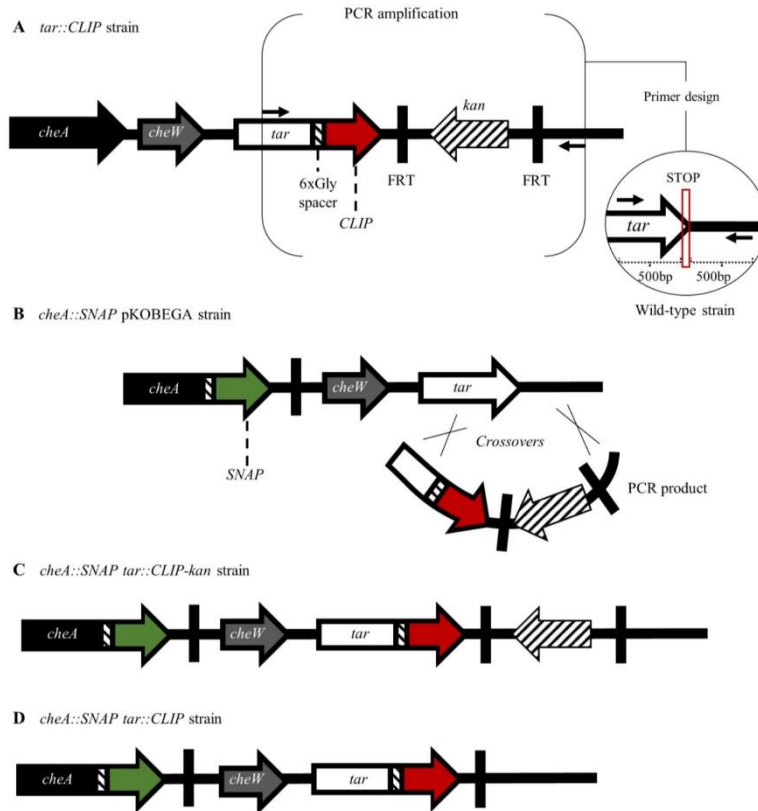 PCR amplification
A tar::CLIP strain
cheA
cheW
tar
kan
6xGly
spacer
CLIP
FRT
FRT
Primer design
STOP
tar
500bp
500bp
Wild-type strain
B cheA::SNAP pKOBEGA strain
cheA
cheW
tar
SNAP
Crossovers
PCR product
C cheA::SNAP tar::CLIP-kan strain
cheA
cheW
tar
D cheA::SNAP tar::CLIP strain
cheA
cheW
tar